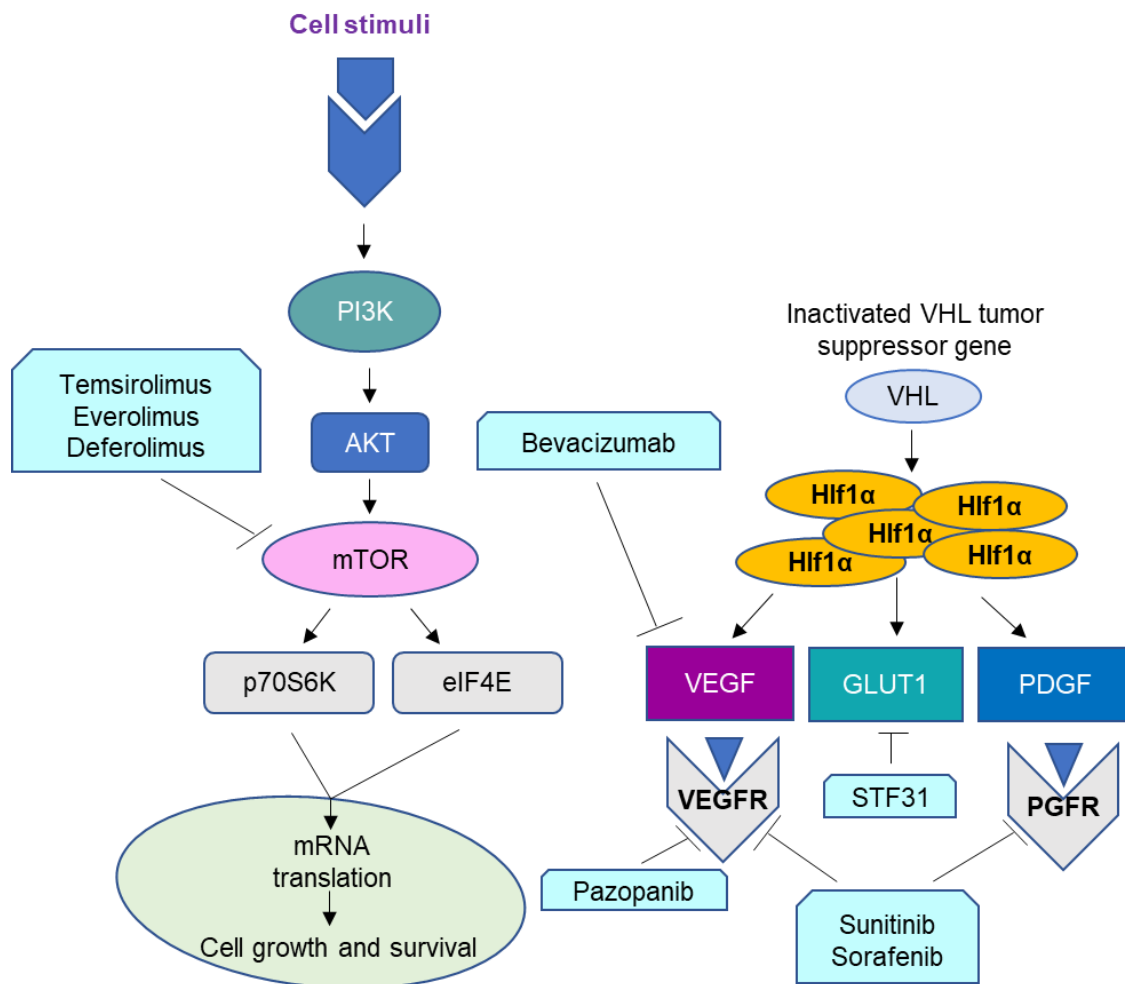 Cell stimuli
PI3K
Inactivated VHL tumor
suppressor gene
Temsirolimus
Everolimus
Deferolimus
AKT
Bevacizumab
VHL
HIf1α
HIf1α
HIf1α
HIf1α
HIf1α
mTOR
p70S6K
eIF4E
VEGF
GLUT1
PDGF
VEGFR
STF31
PGFR
mRNA
translation
Cell growth and survival
Pazopanib
Sunitinib
Sorafenib